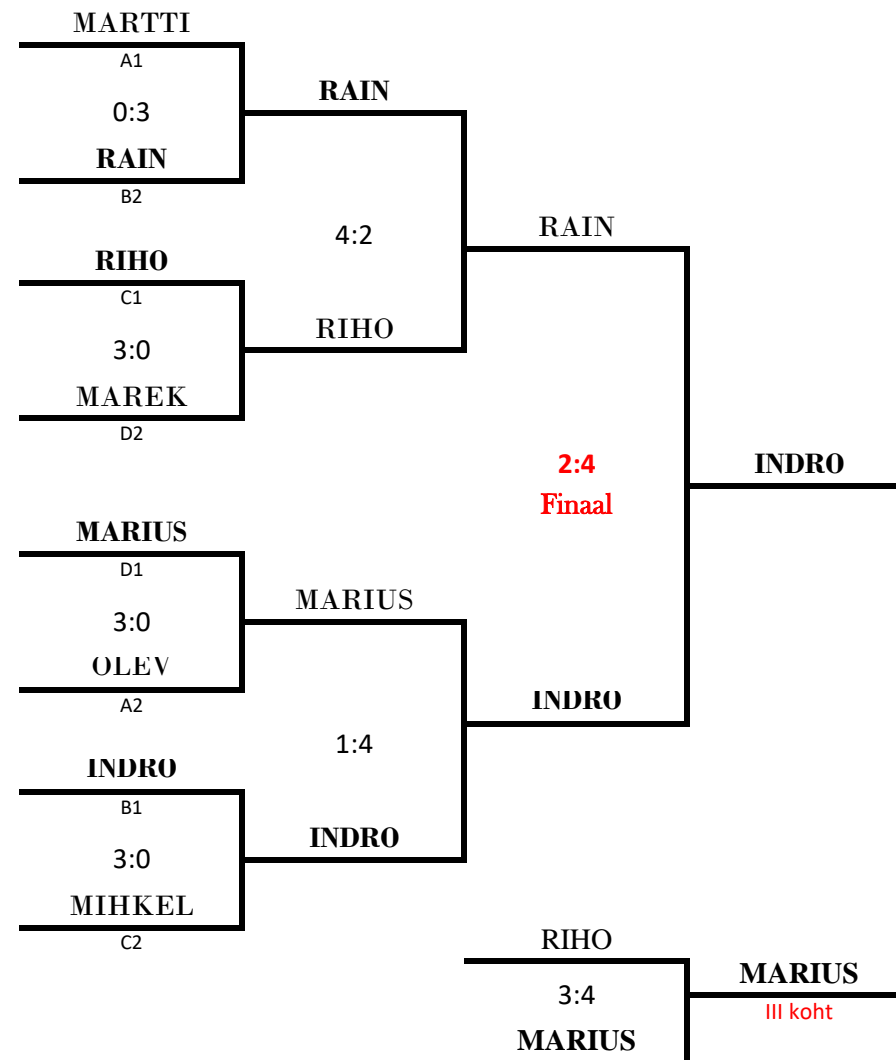 MARTTI
A1
0:3
RAIN
B2
RIHO
C1
3:0
MAREK
D2
MARIUS
D1
3:0
OLEV
A2
INDRO
B1
3:0
MIHKEL
C2
RAIN
4:2
RIHO
MARIUS
1:4
INDRO
RAIN
2:4
Finaal
INDRO
INDRO
RIHO
3:4
MARIUS
MARIUS
III koht